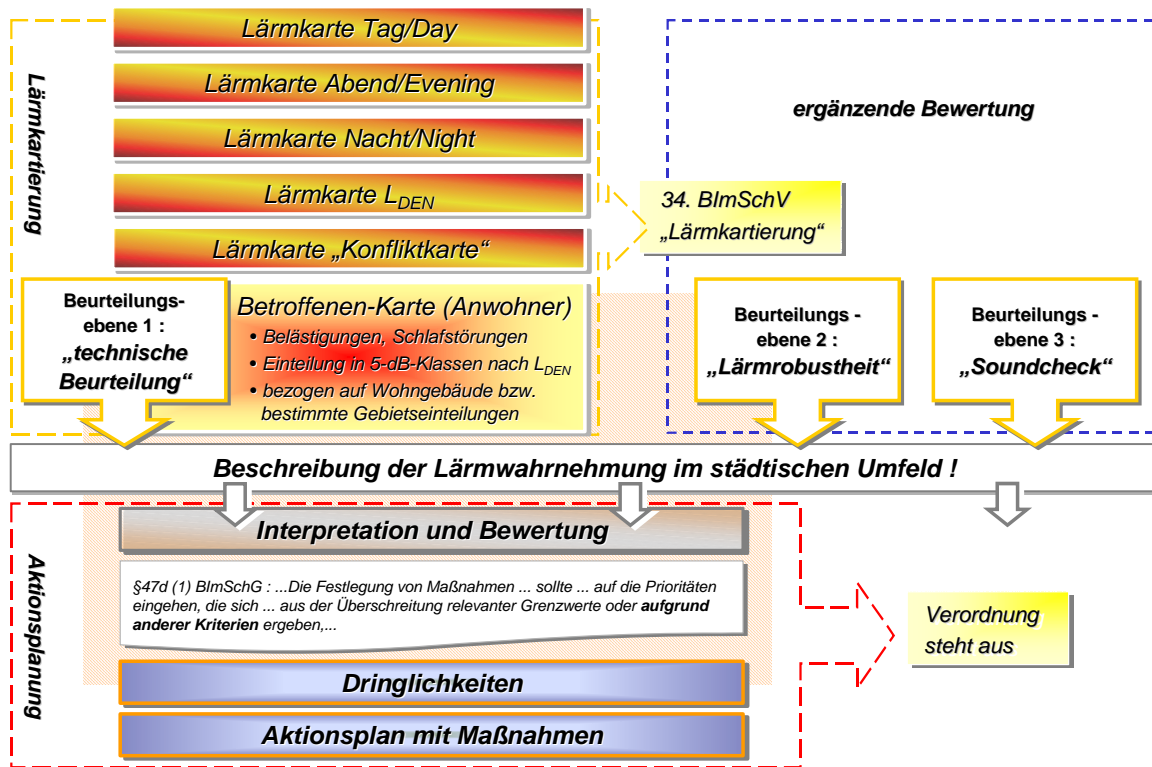 Lärmkartierung
Lärmkarte Tag/Day
Lärmkarte Abend/Evening
Lärmkarte Nacht/Night
Lärmkarte LDEN
Lärmkarte „Konfliktkarte“
34. BImSchV
„Lärmkartierung“
ergänzende Bewertung
Beurteilungs-
ebene 1 :
„technische
Beurteilung“
Betroffenen-Karte (Anwohner)
• Belästigungen, Schlafstörungen
• Einteilung in 5-dB-Klassen nach LDEN
• bezogen auf Wohngebäude bzw.
bestimmte Gebietseinteilungen
Beurteilungs -
ebene 2 :
„Lärmrobustheit“
Beurteilungs -
ebene 3 :
„Soundcheck“
Beschreibung der Lärmwahrnehmung im städtischen Umfeld !
Aktionsplanung
Interpretation und Bewertung
§47d (1) BImSchG : ...Die Festlegung von Maßnahmen ... sollte ... auf die Prioritäten
eingehen, die sich ... aus der Überschreitung relevanter Grenzwerte oder aufgrund
anderer Kriterien ergeben,...
Dringlichkeiten
Aktionsplan mit Maßnahmen
Verordnung
steht aus